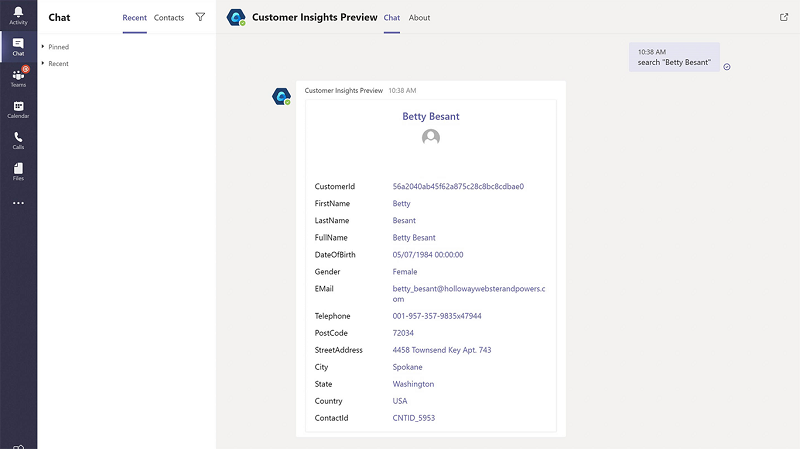 Activity
Chat
Teams
Calendar
Calls
Files
Chat
Recent
Contacts
Pinned
Recent
Customer Insights Preview
Chat
About
10:38 AM
search "Betty Besant"
Customer Insights Preview 10:38 AM
Betty Besant
CustomerId 56a2040ab45f62a875c28c8bc8cdbae0
FirstName Betty
LastName Besant
FullName Betty Besant
DateOfBirth 05/07/1984 00:00:00
Gender Female
EMail betty_besant@hollowaywebsterandpowers.c
om
Telephone 001-957-357-9835x47944
PostCode 72034
StreetAddress 4458 Townsend Key Apt. 743
City Spokane
State Washington
Country USA
ContactId CNTID_5953